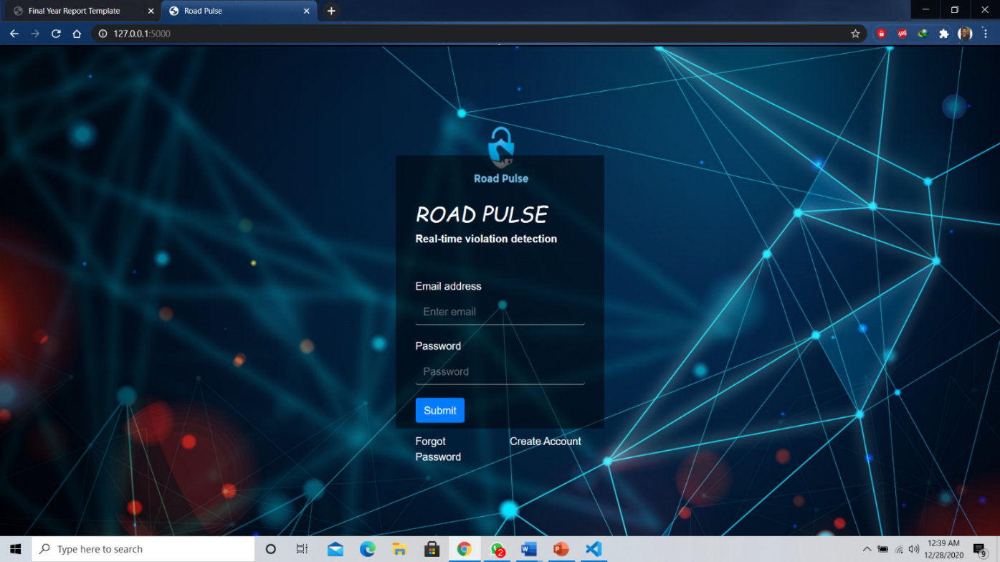 Final Year Report Template
Road Pulse
127.0.0.1:5000
Road Pulse
ROAD PULSE
Real-time violation detection
Email address
Enter email
Password
Password
Submit
Forgot Password
Create Account
Type here to search
2
12:39 AM
12/28/2020
9